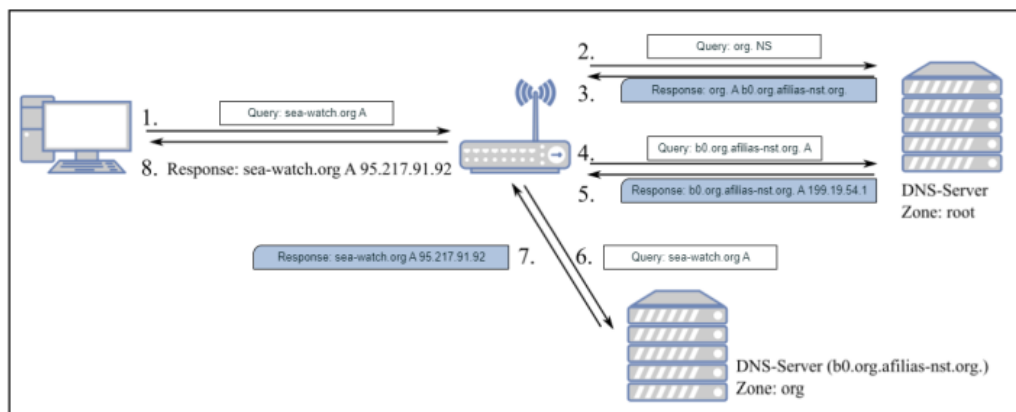 2.
Query: org. NS
3.
Response: org. A b0.org.afilias-nst.org.
1.
Query: sea-watch.org A
8. Response: sea-watch.org A 95.217.91.92
4.
Query: b0.org.afilias-nst.org. A
5.
Response: b0.org.afilias-nst.org. A 199.19.54.1
DNS-Server
Zone: root
Response: sea-watch.org A 95.217.91.92
7.
6.
Query: sea-watch.org A
DNS-Server (b0.org.afilias-nst.org.)
Zone: org